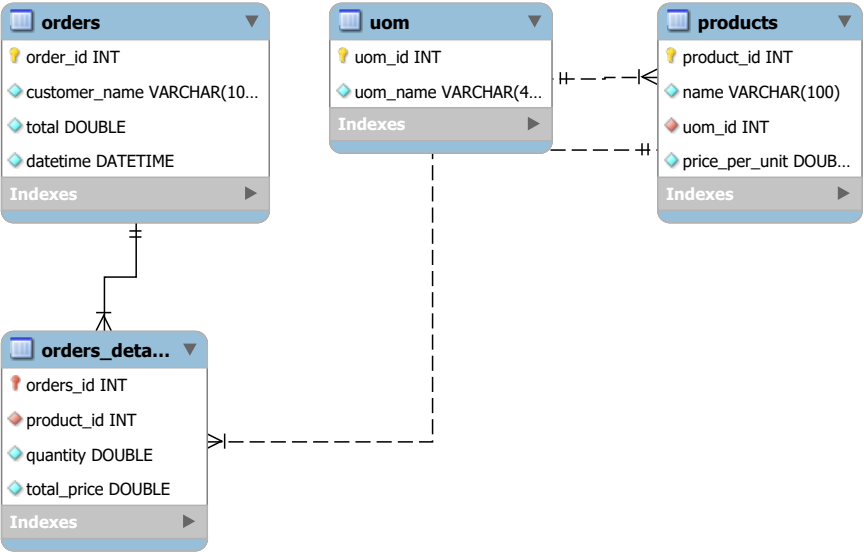 orders
order_id INT
customer_name VARCHAR(10...
total DOUBLE
datetime DATETIME
Indexes
uom
uom_id INT
uom_name VARCHAR(4...
Indexes
products
product_id INT
name VARCHAR(100)
uom_id INT
price_per_unit DOUB...
Indexes
orders_deta...
orders_id INT
product_id INT
quantity DOUBLE
total_price DOUBLE
Indexes